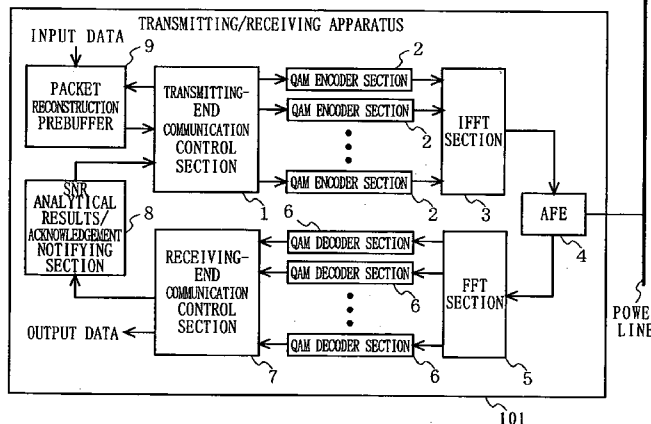 TRANSMITTING/RECEIVING APPARATUS
INPUT DATA
9
PACKET
RECONSTRUCTION
PREBUFFER
TRANSMITTING-
END
COMMUNICATION
CONTROL
SECTION
1
QAM ENCODER SECTION
2
QAM ENCODER SECTION
2
QAM ENCODER SECTION
2
IFFT
SECTION
3
AFE
4
SNR
ANALYTICAL
RESULTS/
ACKNOWLEDGEMENT
NOTIFYING
SECTION
8
RECEIVING-
END
COMMUNICATION
CONTROL
SECTION
7
6
QAM DECODER SECTION
QAM DECODER SECTION
6
QAM DECODER SECTION
6
FFT
SECTION
5
OUTPUT DATA
POWE
LINE
101